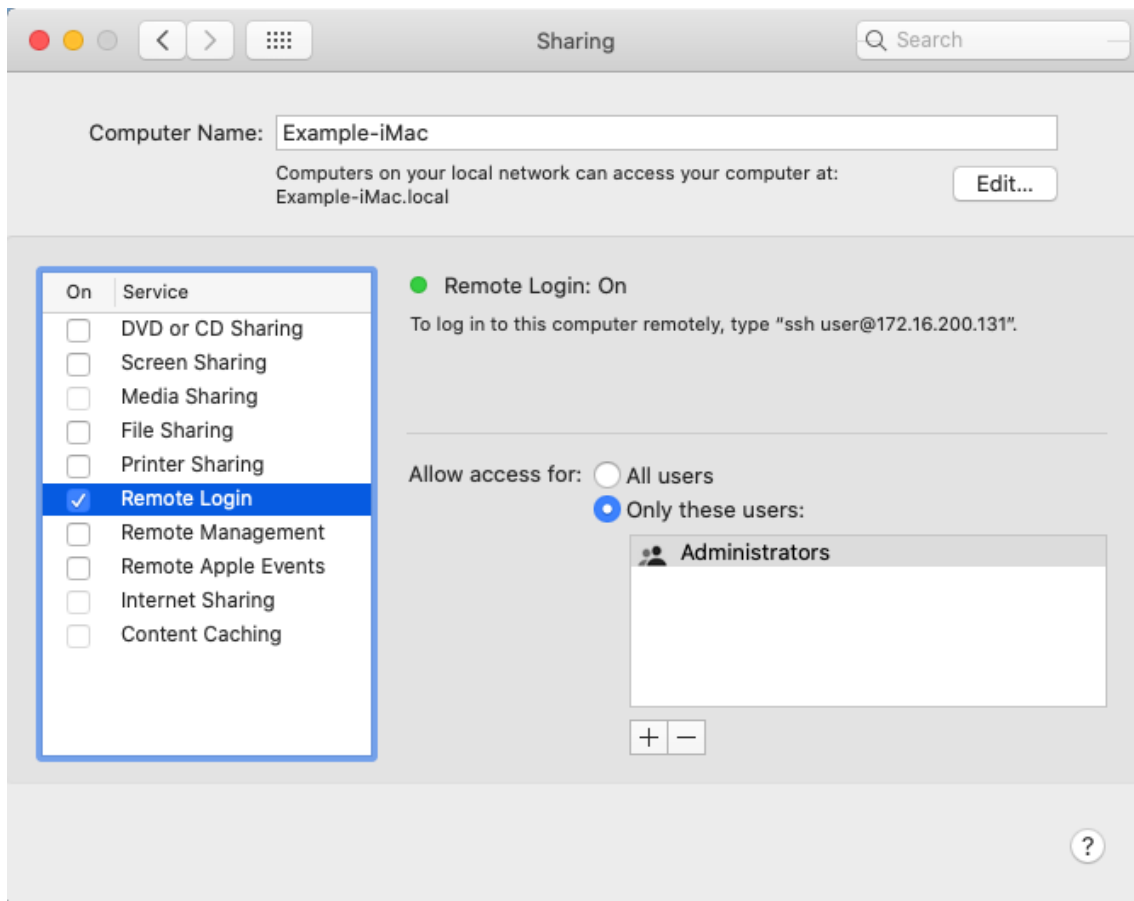 Sharing
Search
Computer Name: Example-iMac
Computers on your local network can access your computer at:
Example-iMac.local
Edit...
On Service
DVD or CD Sharing
Screen Sharing
Media Sharing
File Sharing
Printer Sharing
Remote Login
Remote Management
Remote Apple Events
Internet Sharing
Content Caching
Remote Login: On
To log in to this computer remotely, type “ssh user@172.16.200.131”.
Allow access for: All users
Only these users:
Administrators
+ −
?